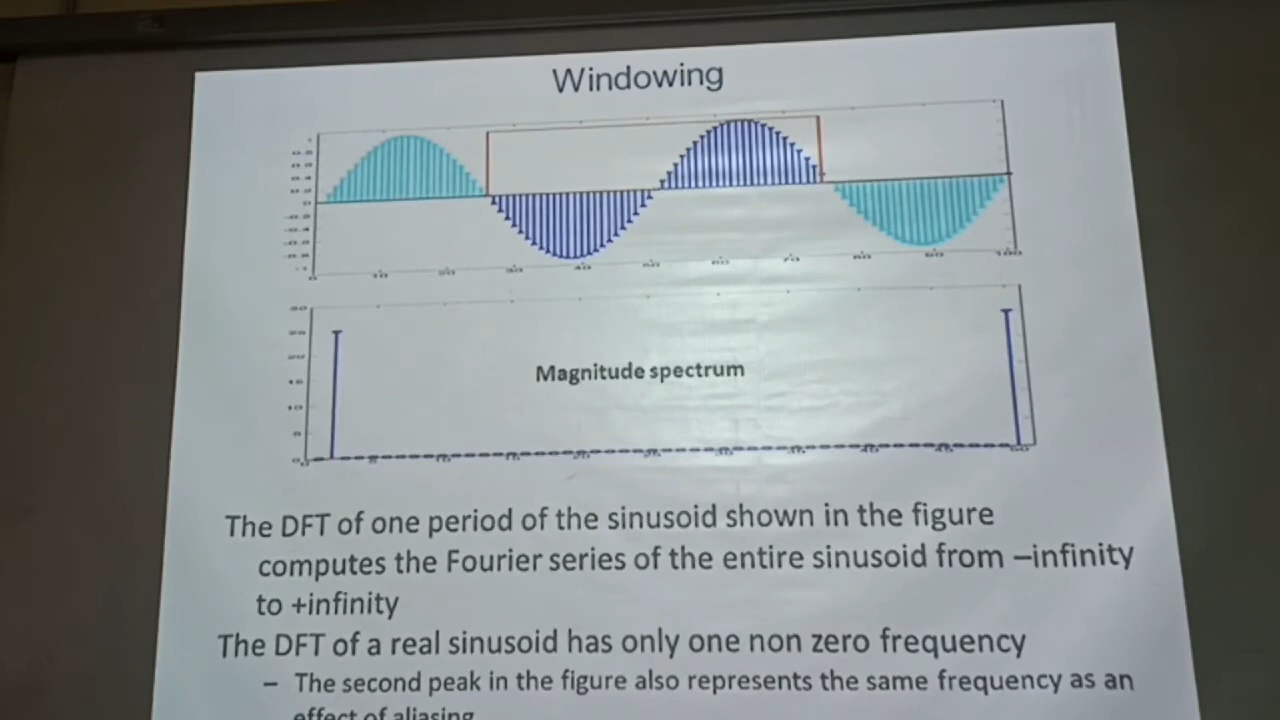 Windowing
Magnitude spectrum
The DFT of one period of the sinusoid shown in the figure
computes the Fourier series of the entire sinusoid from –infinity
to +infinity
The DFT of a real sinusoid has only one non zero frequency
– The second peak in the figure also represents the same frequency as an
effect of aliasing